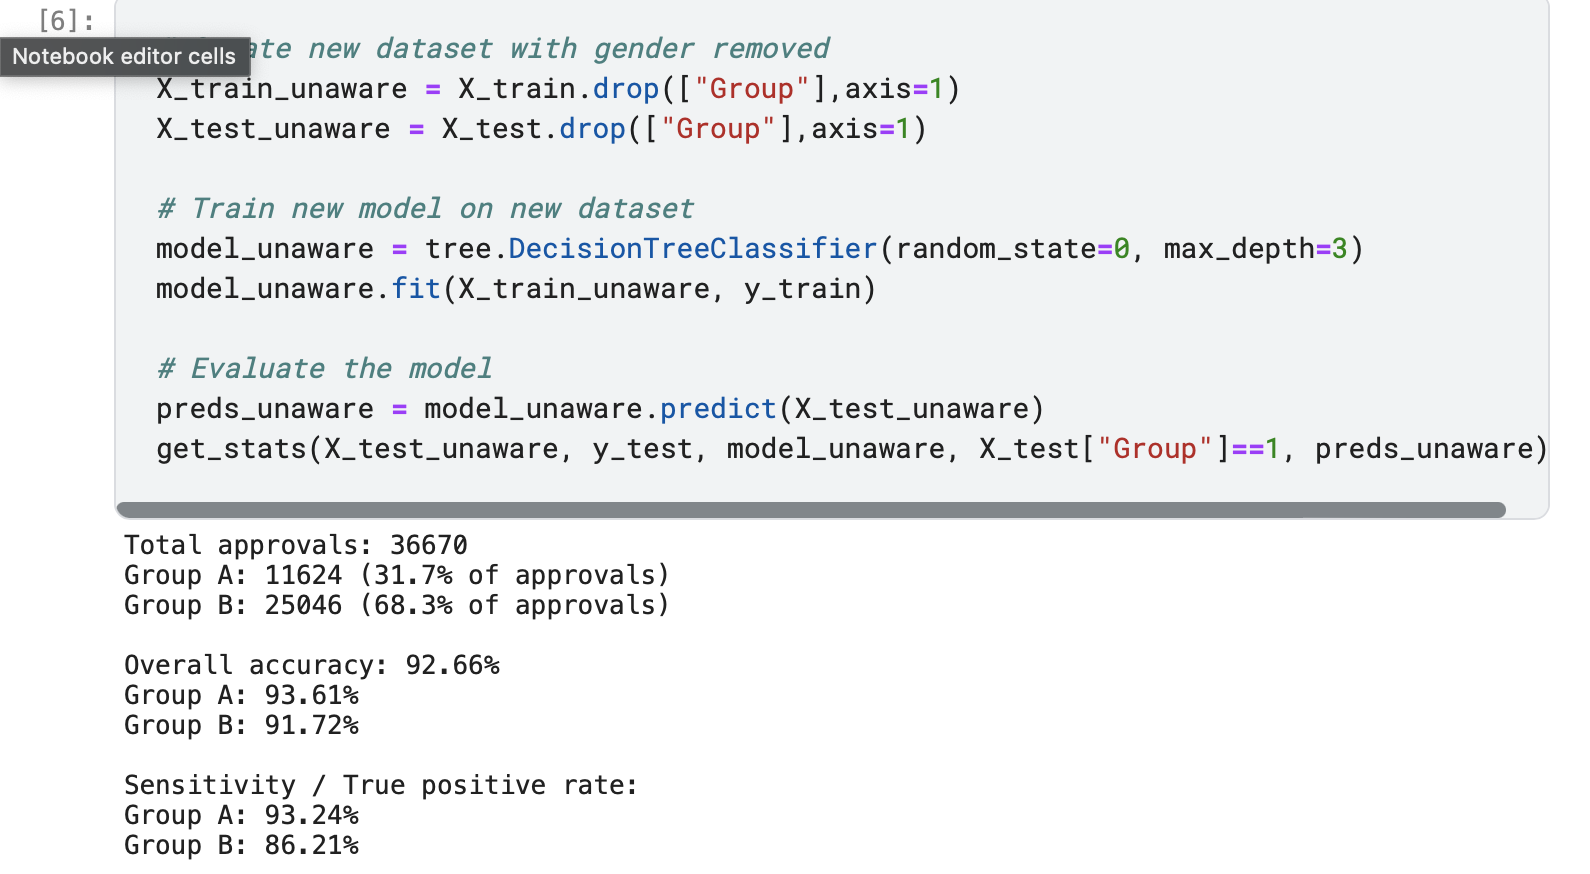 [6]:
Notebook editor cells
ate new dataset with gender removed
X_train_unaware = X_train.drop(["Group"],axis=1)
X_test_unaware = X_test.drop(["Group"],axis=1)
# Train new model on new dataset
model_unaware = tree.DecisionTreeClassifier(random_state=0, max_depth=3)
model_unaware.fit(X_train_unaware, y_train)
# Evaluate the model
preds_unaware = model_unaware.predict(X_test_unaware)
get_stats(X_test_unaware, y_test, model_unaware, X_test["Group"]==1, preds_unaware)
Total approvals: 36670
Group A: 11624 (31.7% of approvals)
Group B: 25046 (68.3% of approvals)
Overall accuracy: 92.66%
Group A: 93.61%
Group B: 91.72%
Sensitivity / True positive rate:
Group A: 93.24%
Group B: 86.21%